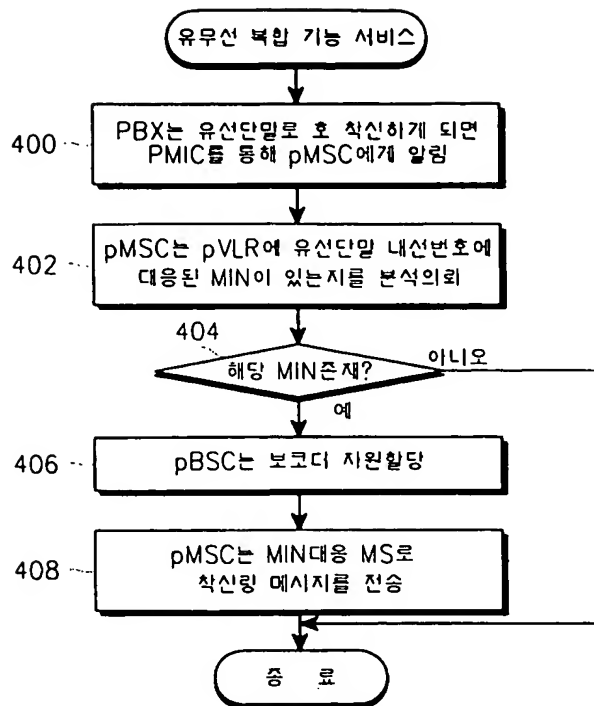 유무선 복합 기능 서비스
400
PBX는 유선단말로 호 착신하게 되면
PMIC를 통해 pMSC에게 알림
402
pMSC는 pVLR에 유선단말 내선번호에
대응된 MIN이 있는지를 분석의뢰
404
해당 MIN존재?
아니오
예
406
pBSC는 보코더 자원할당
408
pMSC는 MIN대응 MS로
착신링 메시지를 전송
종 료